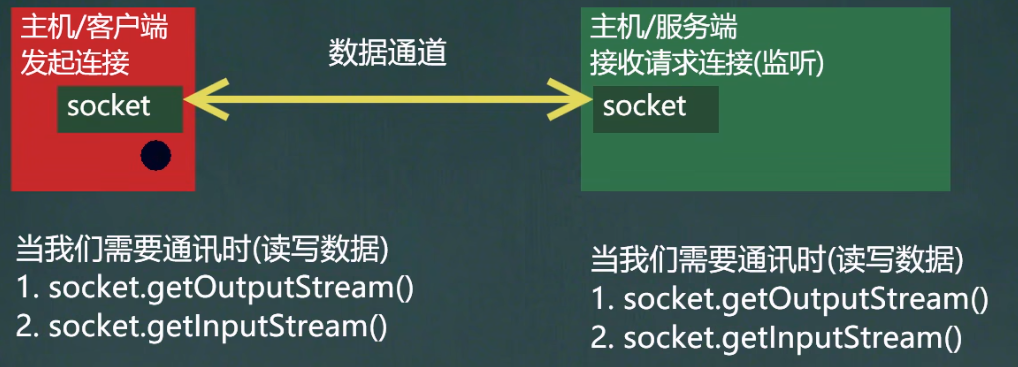 主机/客户端
发起连接
socket
数据通道
主机/服务端
接收请求连接(监听)
socket
当我们需要通讯时(读写数据)
1. socket.getOutputStream()
2. socket.getInputStream()
当我们需要通讯时(读写数据)
1. socket.getOutputStream()
2. socket.getInputStream()